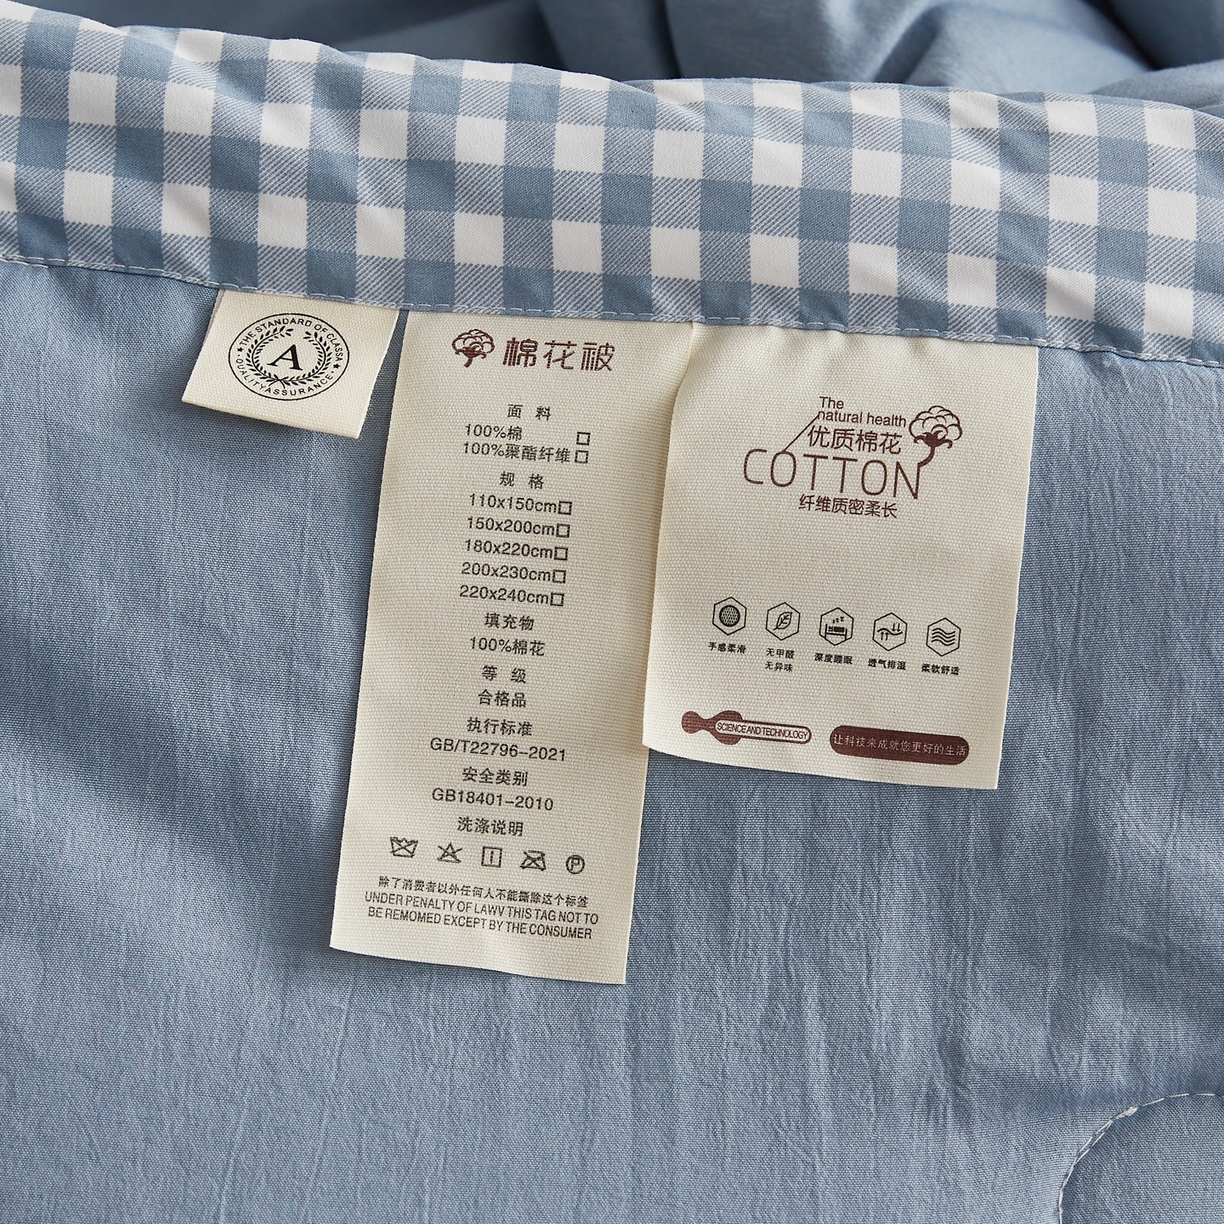 THE STANDARD OF CLASSA
A
QUALITYASSURANCE
棉花被
面 料
100%棉
100%聚酯纤维
规 格
110x150cm
150x200cm
180x220cm
200x230cm
220x240cm
填充物
100%棉花
等 级
合格品
执行标准
GB/T22796-2021
安全类别
GB18401-2010
洗涤说明
P
除了消费者以外任何人不能撕除这个标签
UNDER PENALTY OF LAWV THIS TAG NOT TO
BE REMOMED EXCEPT BY THE CONSUMER
The
natural health
优质棉花
COTTON
纤维质密柔长
手感柔滑
无甲醛
无异味
深度睡眠
透气排湿
柔软舒适
SCIENCE AND TECHNOLOGY
让科技来成就您更好的生活